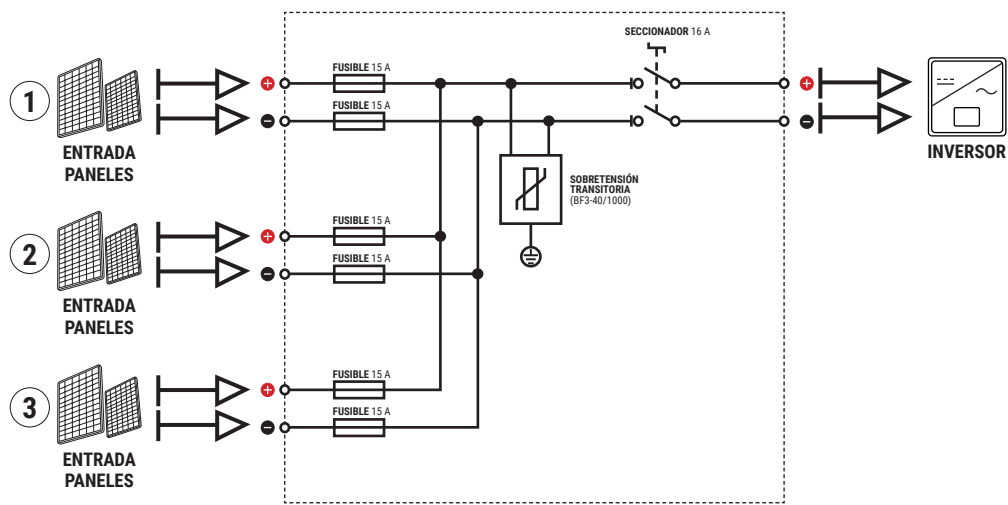 SECCIONADOR 16 A
1
ENTRADA
PANELES
+
-
FUSIBLE 15 A
FUSIBLE 15 A
+
-
INVERSOR
SOBRETENSIÓN
TRANSITORIA
(BF3-40/1000)
2
ENTRADA
PANELES
+
-
FUSIBLE 15 A
FUSIBLE 15 A
3
ENTRADA
PANELES
+
-
FUSIBLE 15 A
FUSIBLE 15 A